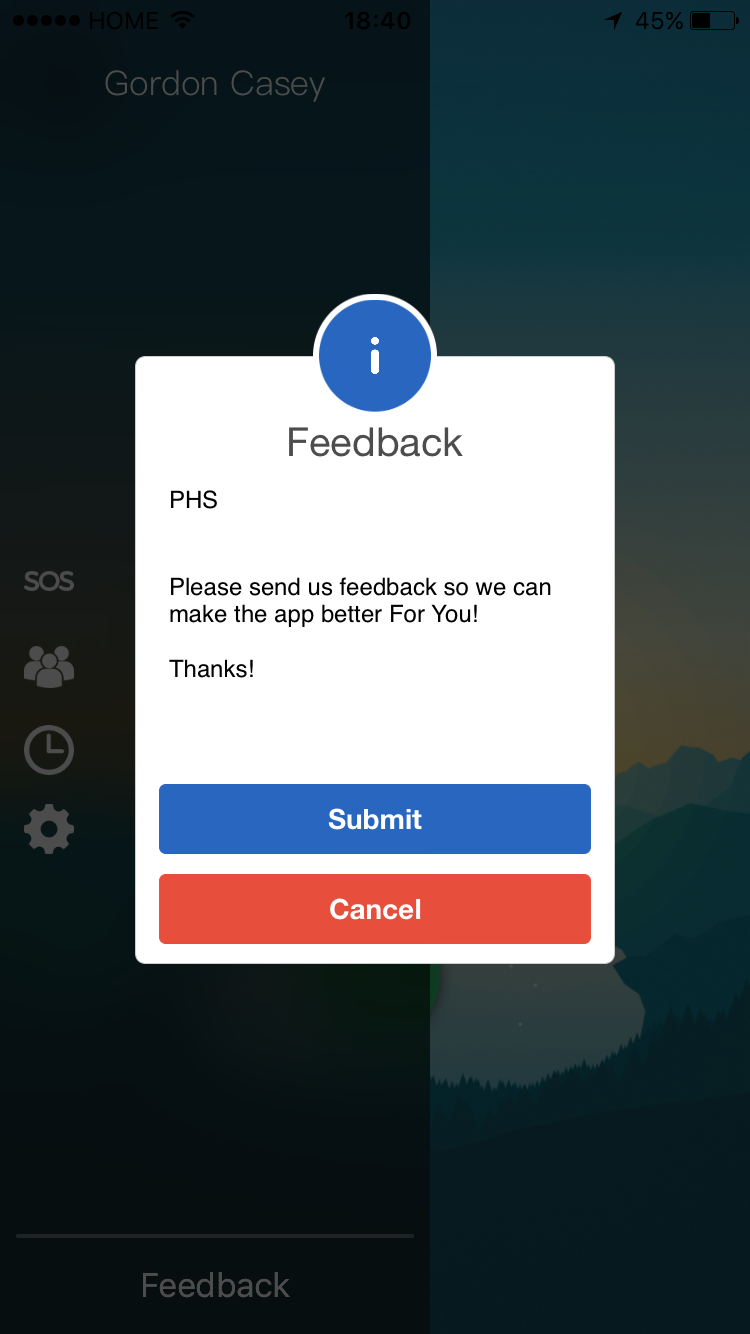 HOME 18:40 45%
Gordon Casey
Feedback
PHS
Please send us feedback so we can
make the app better For You!
Thanks!
SOS
Submit
Cancel
Feedback